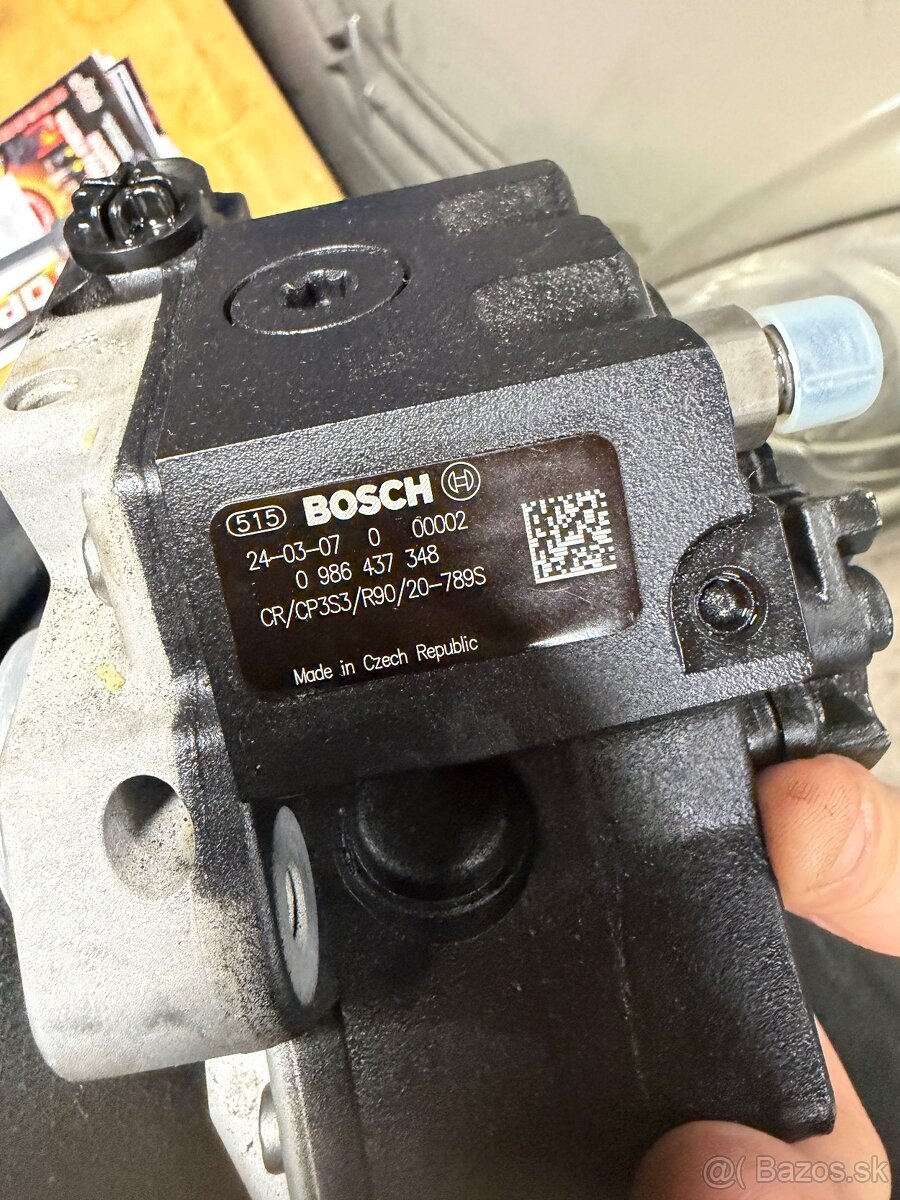 515 BOSCH
24-03-07 0 00002
0 986 437 348
CR/CP3S3/R90/20-789S
Made in Czech Republic
OP
@( Bazos.sk